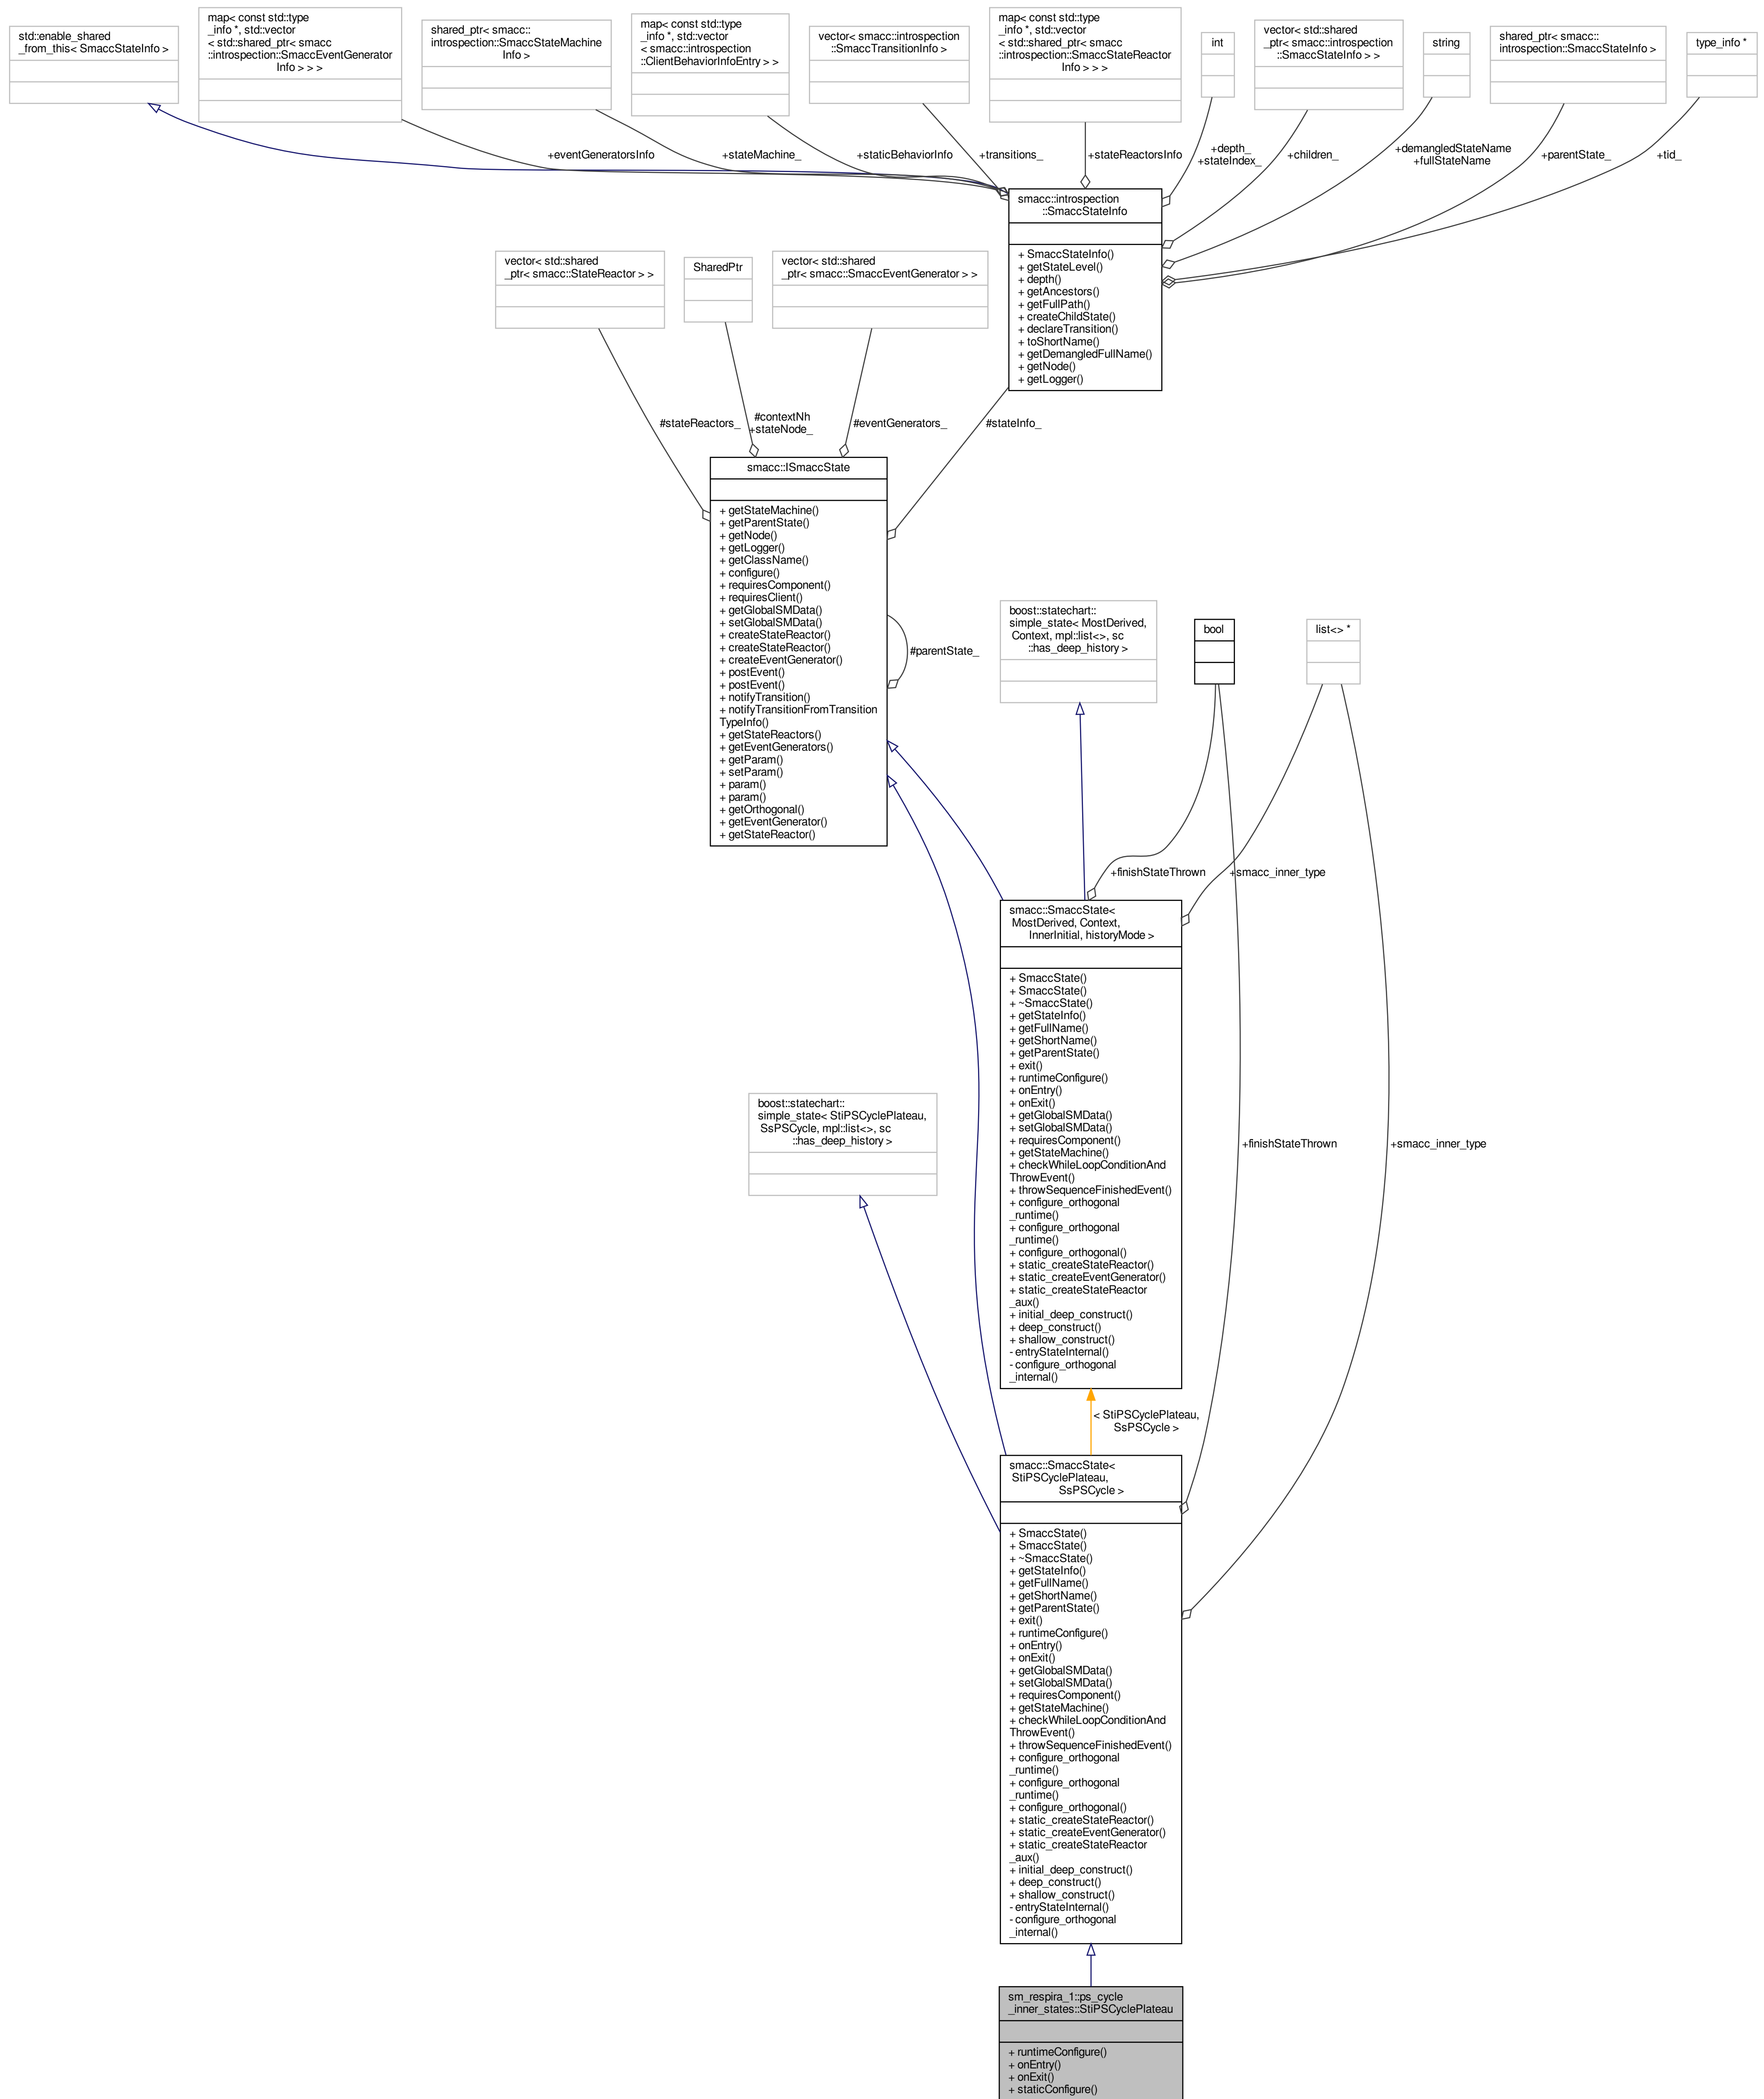 std::enable_shared
_from_this< SmaccStateInfo >
map< const std::type
_info *, std::vector
< std::shared_ptr< smacc
::introspection::SmaccEventGenerator
Info > > >
shared_ptr< smacc::
introspection::SmaccStateMachine
Info >
map< const std::type
_info *, std::vector
< smacc::introspection
::ClientBehaviorInfoEntry > >
vector< smacc::introspection
::SmaccTransitionInfo >
map< const std::type
_info *, std::vector
< std::shared_ptr< smacc
::introspection::SmaccStateReactor
Info > > >
int
vector< std::shared
_ptr< smacc::introspection
::SmaccStateInfo > >
string
shared_ptr< smacc::
introspection::SmaccStateInfo >
type_info *
+eventGeneratorsInfo
+stateMachine_
+staticBehaviorInfo
+transitions_
+stateReactorsInfo
+depth_
+stateIndex_
+children_
+demangledStateName
+fullStateName
+parentState_
+tid_
smacc::introspection
::SmaccStateInfo
+ SmaccStateInfo()
+ getStateLevel()
+ depth()
+ getAncestors()
+ getFullPath()
+ createChildState()
+ declareTransition()
+ toShortName()
+ getDemangledFullName()
+ getNode()
+ getLogger()
vector< std::shared
_ptr< smacc::StateReactor > >
SharedPtr
vector< std::shared
_ptr< smacc::SmaccEventGenerator > >
#stateReactors_
#contextNh
+stateNode_
#eventGenerators_
#stateInfo_
smacc::ISmaccState
+ getStateMachine()
+ getParentState()
+ getNode()
+ getLogger()
+ getClassName()
+ configure()
+ requiresComponent()
+ requiresClient()
+ getGlobalSMData()
+ setGlobalSMData()
+ createStateReactor()
+ createStateReactor()
+ createEventGenerator()
+ postEvent()
+ postEvent()
+ notifyTransition()
+ notifyTransitionFromTransition
TypeInfo()
+ getStateReactors()
+ getEventGenerators()
+ getParam()
+ setParam()
+ param()
+ param()
+ getOrthogonal()
+ getEventGenerator()
+ getStateReactor()
#parentState_
boost::statechart::
simple_state< MostDerived,
Context, mpl::list<>, sc
::has_deep_history >
bool
list<> *
+finishStateThrown
+smacc_inner_type
smacc::SmaccState<
MostDerived, Context,
InnerInitial, historyMode >
+ SmaccState()
+ SmaccState()
+ ~SmaccState()
+ getStateInfo()
+ getFullName()
+ getShortName()
+ getParentState()
+ exit()
+ runtimeConfigure()
+ onEntry()
+ onExit()
+ getGlobalSMData()
+ setGlobalSMData()
+ requiresComponent()
+ getStateMachine()
+ checkWhileLoopConditionAnd
ThrowEvent()
+ throwSequenceFinishedEvent()
+ configure_orthogonal
_runtime()
+ configure_orthogonal
_runtime()
+ configure_orthogonal()
+ static_createStateReactor()
+ static_createEventGenerator()
+ static_createStateReactor
_aux()
+ initial_deep_construct()
+ deep_construct()
+ shallow_construct()
- entryStateInternal()
- configure_orthogonal
_internal()
boost::statechart::
simple_state< StiPSCyclePlateau,
SsPSCycle, mpl::list<>, sc
::has_deep_history >
+finishStateThrown
+smacc_inner_type
< StiPSCyclePlateau,
SsPSCycle >
smacc::SmaccState<
StiPSCyclePlateau,
SsPSCycle >
+ SmaccState()
+ SmaccState()
+ ~SmaccState()
+ getStateInfo()
+ getFullName()
+ getShortName()
+ getParentState()
+ exit()
+ runtimeConfigure()
+ onEntry()
+ onExit()
+ getGlobalSMData()
+ setGlobalSMData()
+ requiresComponent()
+ getStateMachine()
+ checkWhileLoopConditionAnd
ThrowEvent()
+ throwSequenceFinishedEvent()
+ configure_orthogonal
_runtime()
+ configure_orthogonal
_runtime()
+ configure_orthogonal()
+ static_createStateReactor()
+ static_createEventGenerator()
+ static_createStateReactor
_aux()
+ initial_deep_construct()
+ deep_construct()
+ shallow_construct()
- entryStateInternal()
- configure_orthogonal
_internal()
sm_respira_1::ps_cycle
_inner_states::StiPSCyclePlateau
+ runtimeConfigure()
+ onEntry()
+ onExit()
+ staticConfigure()